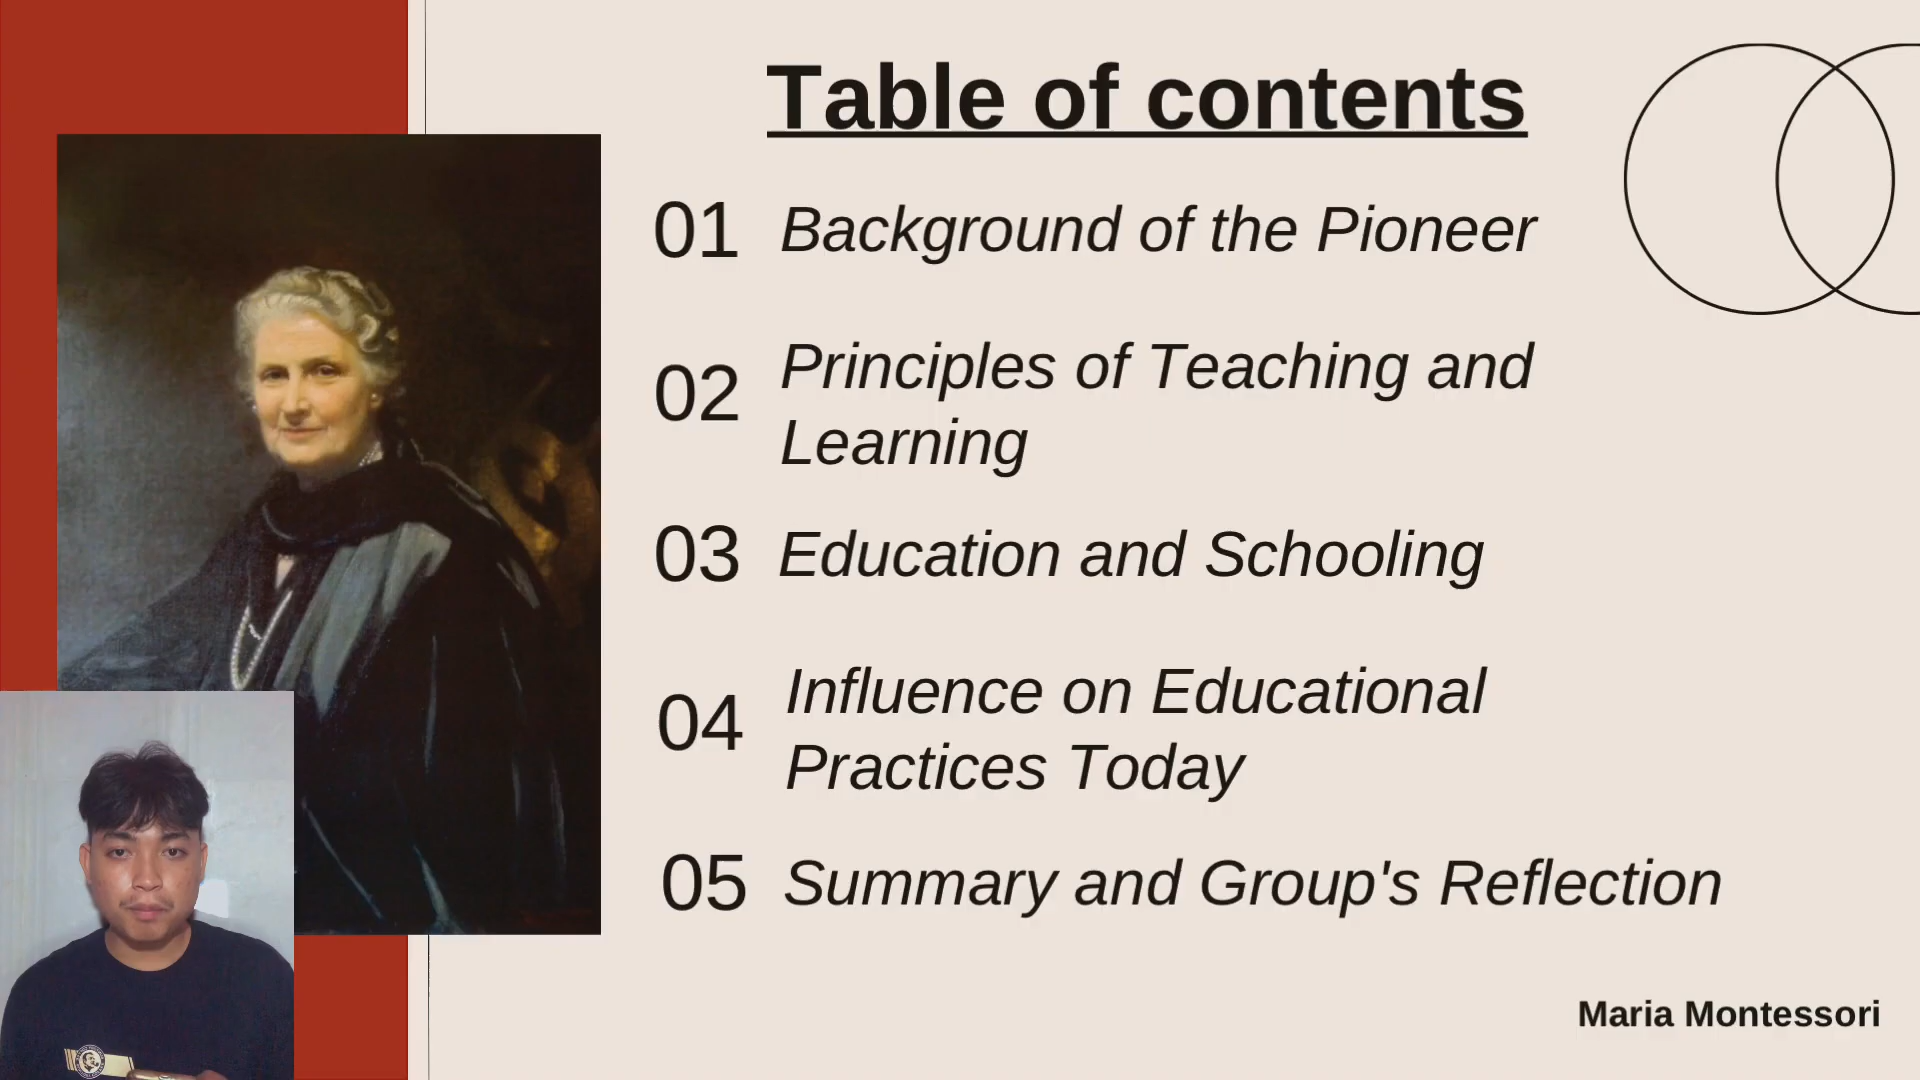 Table of contents
01 Background of the Pioneer
02 Principles of Teaching and
Learning
03 Education and Schooling
04 Influence on Educational
Practices Today
05 Summary and Group's Reflection
Maria Montessori